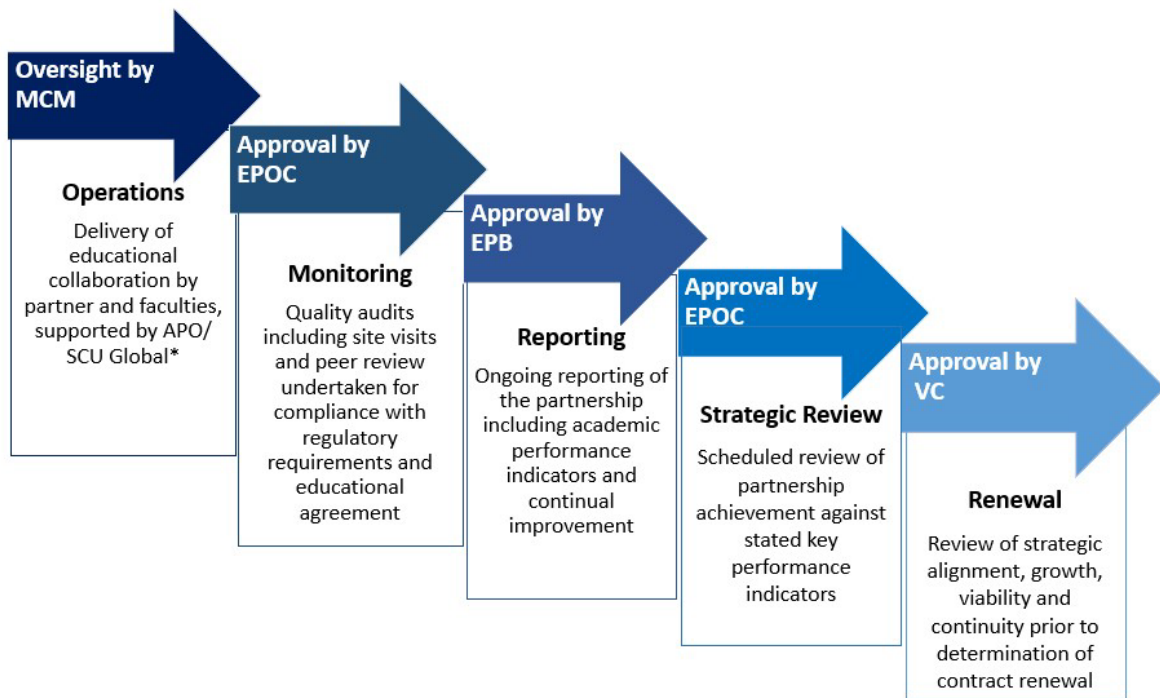 Oversight by
MCM
Operations
Delivery of
educational
collaboration by
partner and faculties,
supported by APO/
SCU Global*
Approval by
EPOC
Monitoring
Quality audits
including site visits
and peer review
undertaken for
compliance with
regulatory
requirements and
educational
agreement
Approval by
EPB
Reporting
Ongoing reporting of
the partnership
including academic
performance
indicators and
continual
improvement
Approval by
EPOC
Strategic Review
Scheduled review of
partnership
achievement against
stated key
performance
indicators
Approval by
VC
Renewal
Review of strategic
alignment, growth,
viability and
continuity prior to
determination of
contract renewal